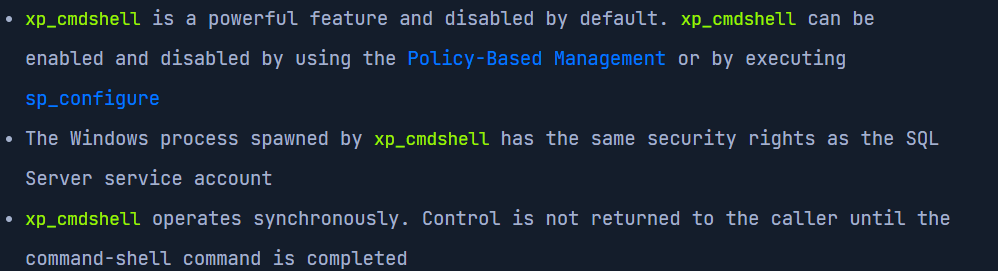 • xp_cmdshell is a powerful feature and disabled by default. xp_cmdshell can be
enabled and disabled by using the Policy-Based Management or by executing
sp_configure
• The Windows process spawned by xp_cmdshell has the same security rights as the SQL
Server service account
• xp_cmdshell operates synchronously. Control is not returned to the caller until the
command-shell command is completed